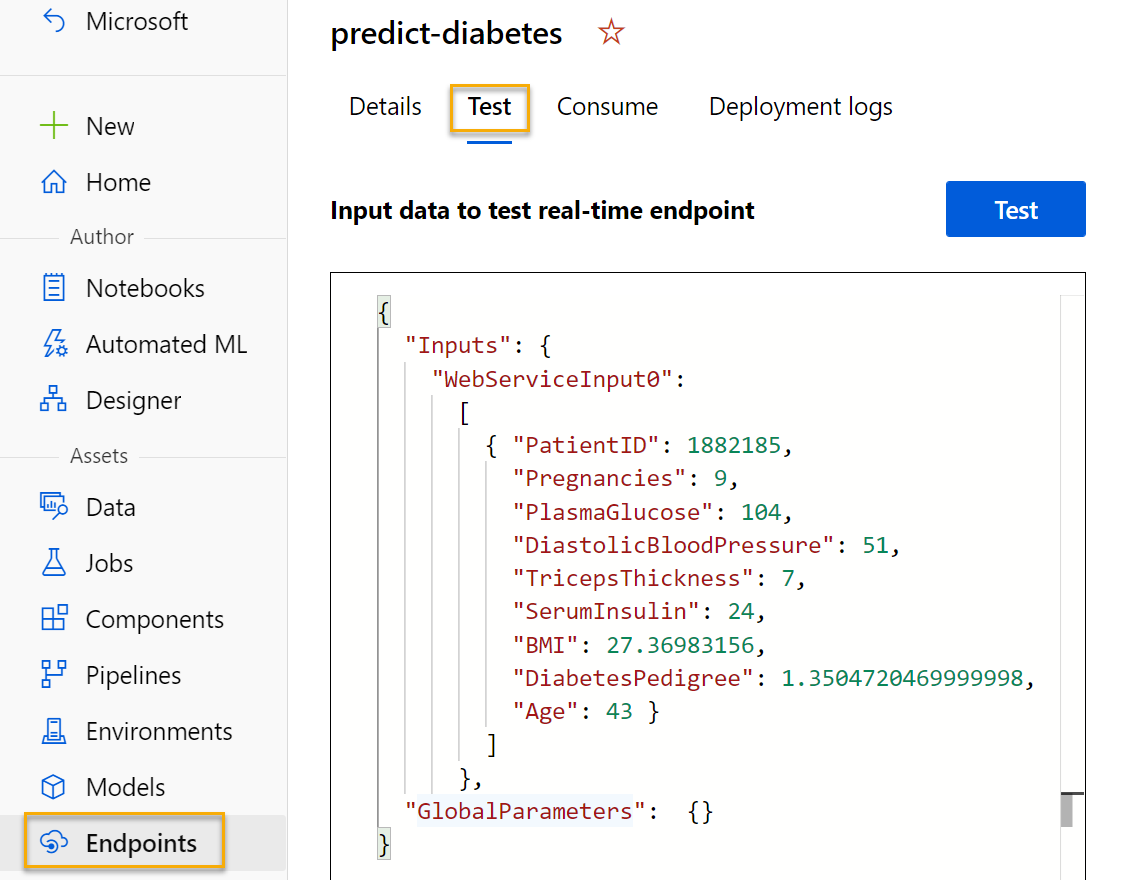 Microsoft
New
Home
Author
Notebooks
Automated ML
Designer
Assets
Data
Jobs
Components
Pipelines
Environments
Models
Endpoints
predict-diabetes
Details Test Consume Deployment logs
Input data to test real-time endpoint
Test
{
"Inputs": {
"WebServiceInput0":
[
{ "PatientID": 1882185,
"Pregnancies": 9,
"PlasmaGlucose": 104,
"DiastolicBloodPressure": 51,
"TricepsThickness": 7,
"SerumInsulin": 24,
"BMI": 27.36983156,
"DiabetesPedigree": 1.3504720469999998,
"Age": 43 }
]
},
"GlobalParameters": {}
}